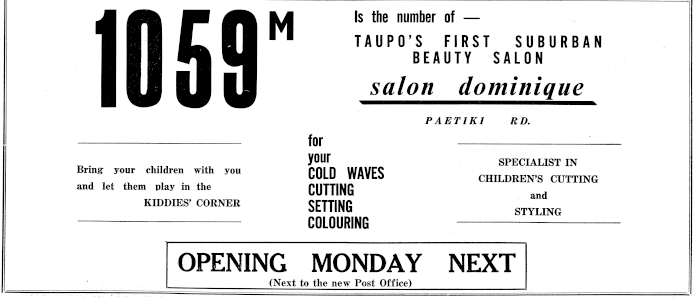 1059M
Is the number of —
TAUPO'S FIRST SUBURBAN
BEAUTY SALON
salon dominique
PAETIKI RD.
Bring your children with you
and let them play in the
KIDDIES' CORNER
for
your
COLD WAVES
CUTTING
SETTING
COLOURING
SPECIALIST IN
CHILDREN'S CUTTING
and
STYLING
OPENING MONDAY NEXT
(Next to the new Post Office)